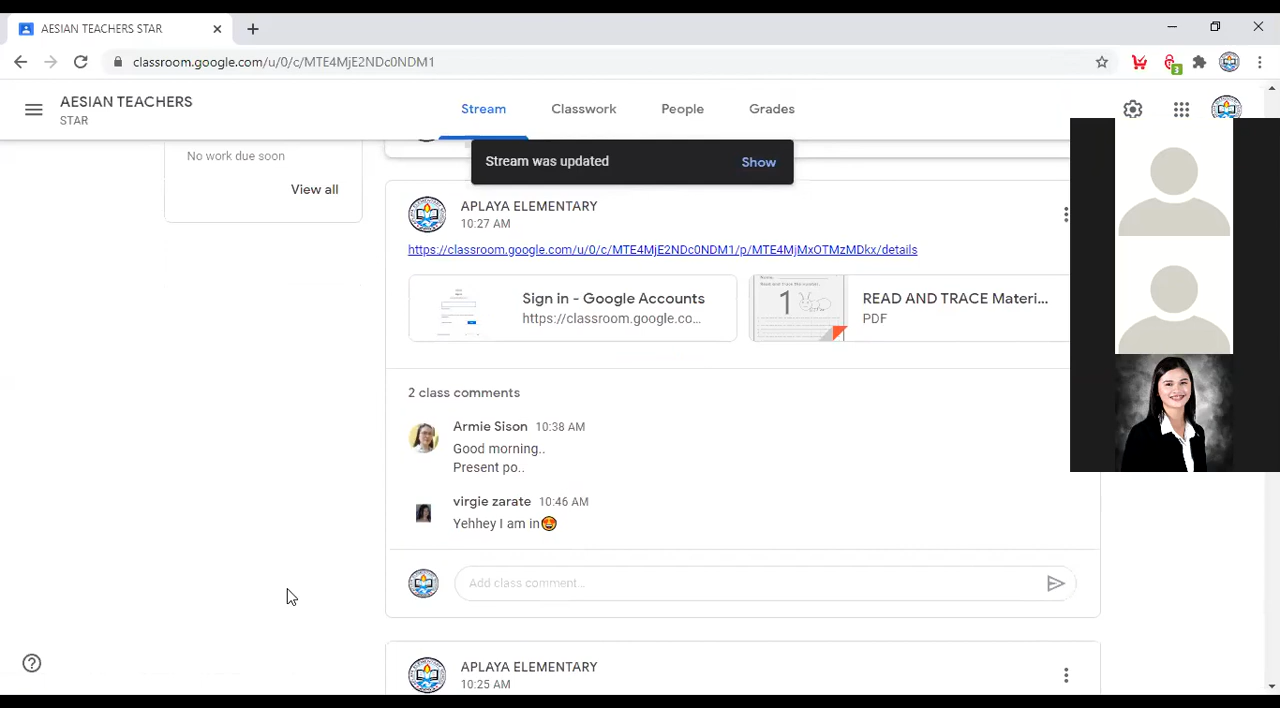 AESIAN TEACHERS STAR
classroom.google.com/u/0/c/MTE4MjE2NDc0NDM1
3
AESIAN TEACHERS
STAR
Stream
Classwork
People
Grades
No work due soon
View all
Stream was updated
Show
APLAYA ELEMENTARY
10:27 AM
https://classroom.google.com/u/0/c/MTE4MjE2NDc0NDM1/p/MTE4MjMxOTMzMDkx/details
Sign in - Google Accounts
https://classroom.google.co...
1
READ AND TRACE Materi...
PDF
2 class comments
Armie Sison 10:38 AM
Good morning..
Present po..
virgie zarate 10:46 AM
Yehhey I am in🤩
Add class comment...
APLAYA ELEMENTARY
10:25 AM